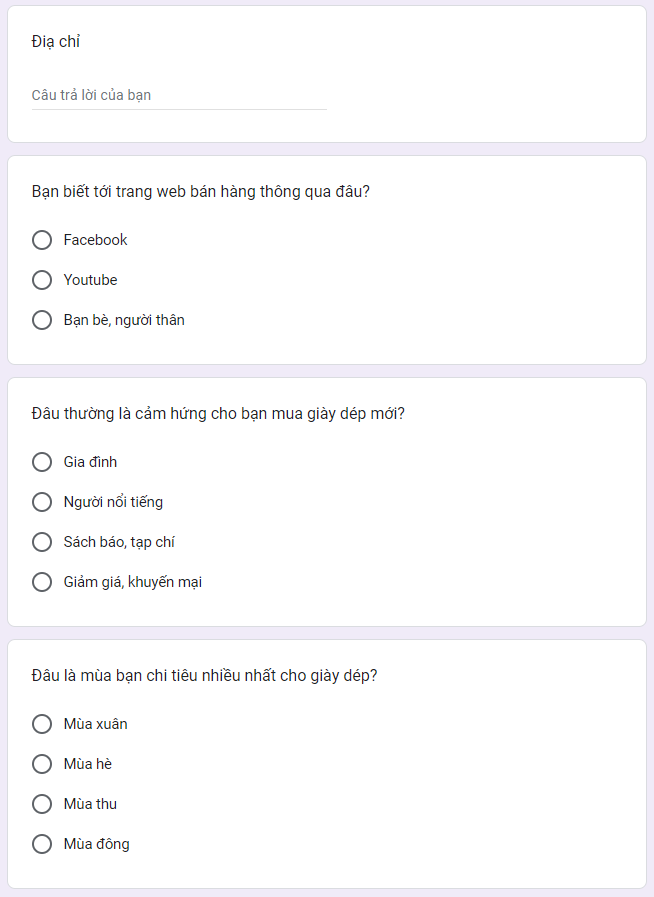 Địa chỉ
Câu trả lời của bạn
Bạn biết tới trang web bán hàng thông qua đâu?
Facebook
Youtube
Bạn bè, người thân
Đâu thường là cảm hứng cho bạn mua giày dép mới?
Gia đình
Người nổi tiếng
Sách báo, tạp chí
Giảm giá, khuyến mại
Đâu là mùa bạn chi tiêu nhiều nhất cho giày dép?
Mùa xuân
Mùa hè
Mùa thu
Mùa đông